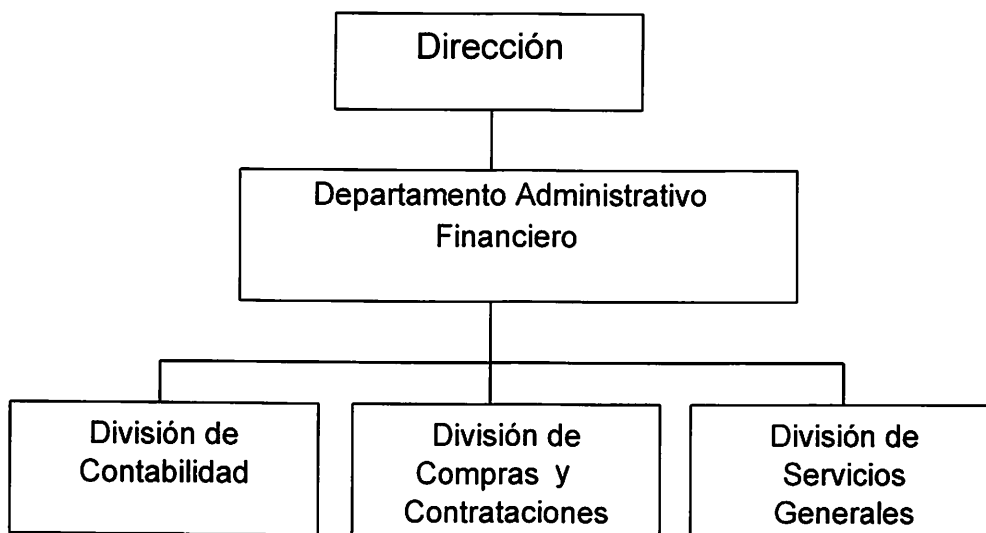 Dirección
Departamento Administrativo
Financiero
División de
Contabilidad
División de
Compras y
Contrataciones
División de
Servicios
Generales